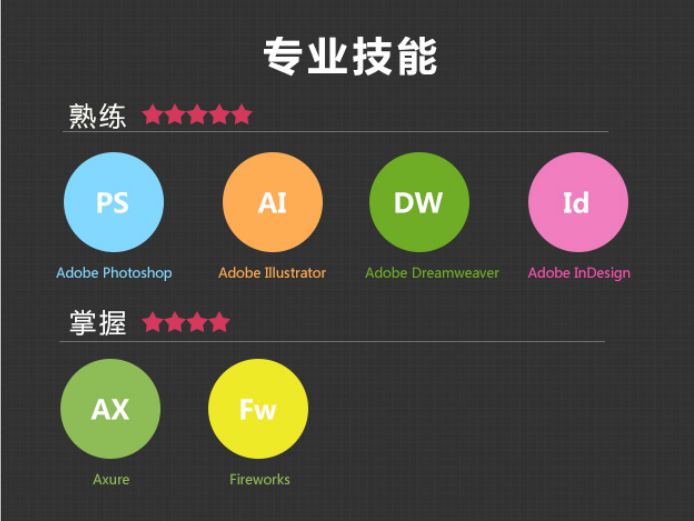 专业技能
熟练
PS AI DW Id
Adobe Photoshop Adobe Illustrator Adobe Dreamweaver Adobe InDesign
掌握
AX Fw
Axure Fireworks